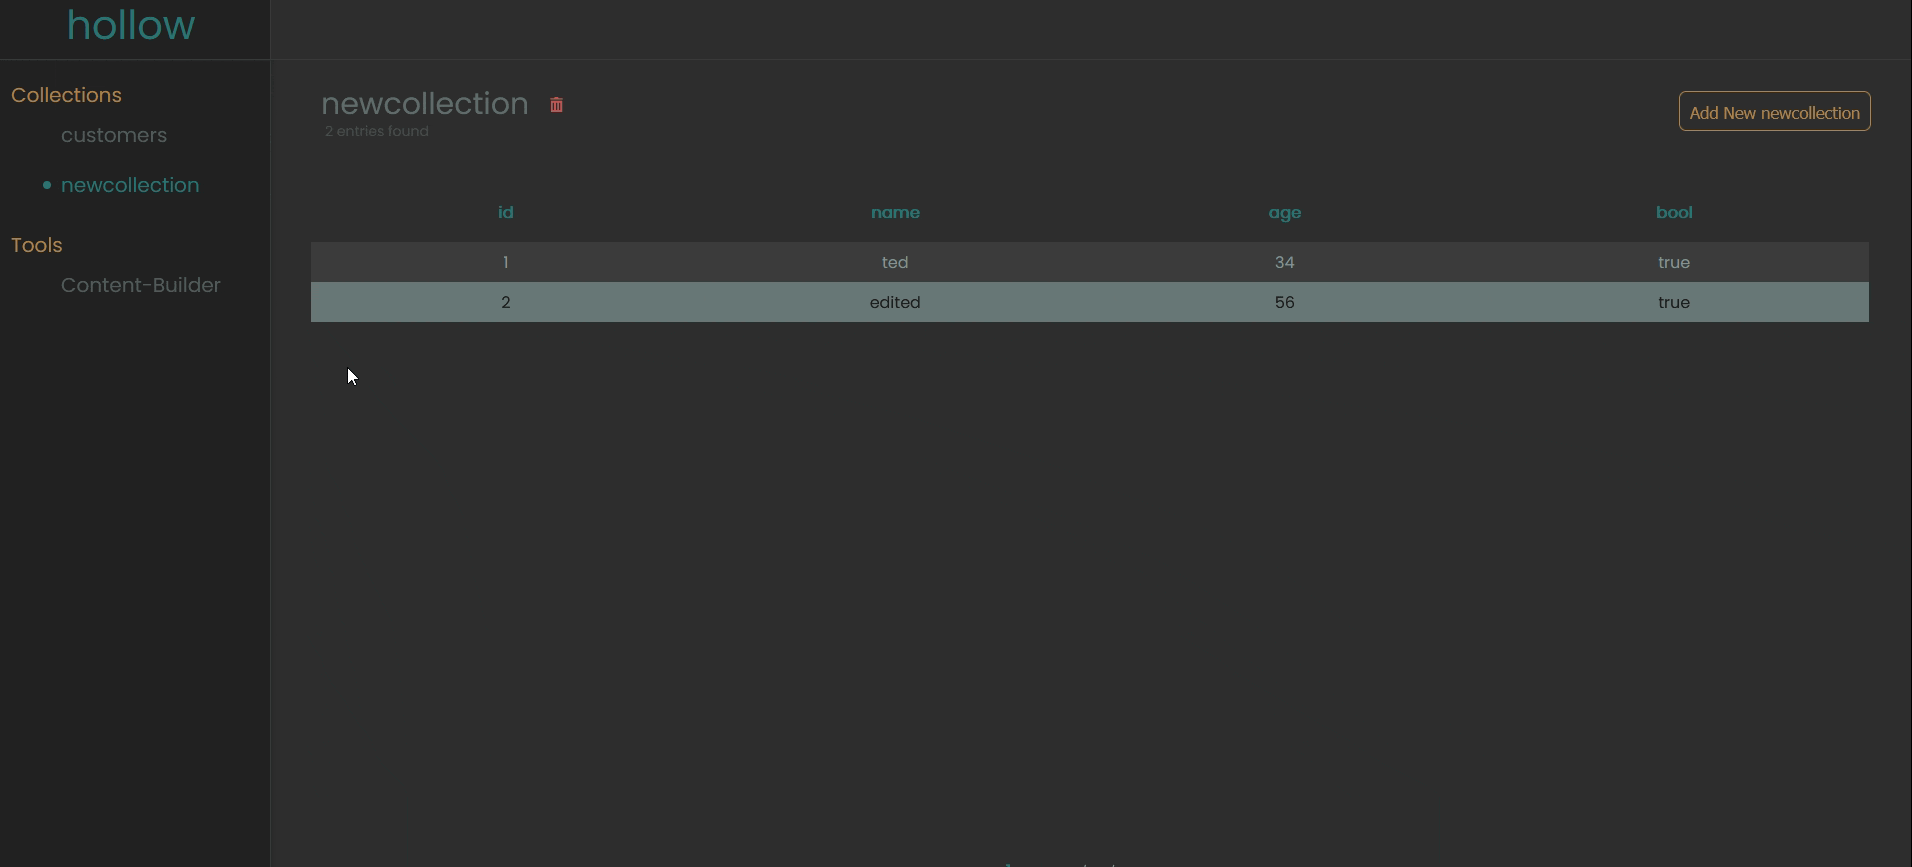 hollow
Collections
customers
newcollection
Tools
Content-Builder
newcollection
2 entries found
Add New newcollection
id name age bool
1 ted 34 true
2 edited 56 true